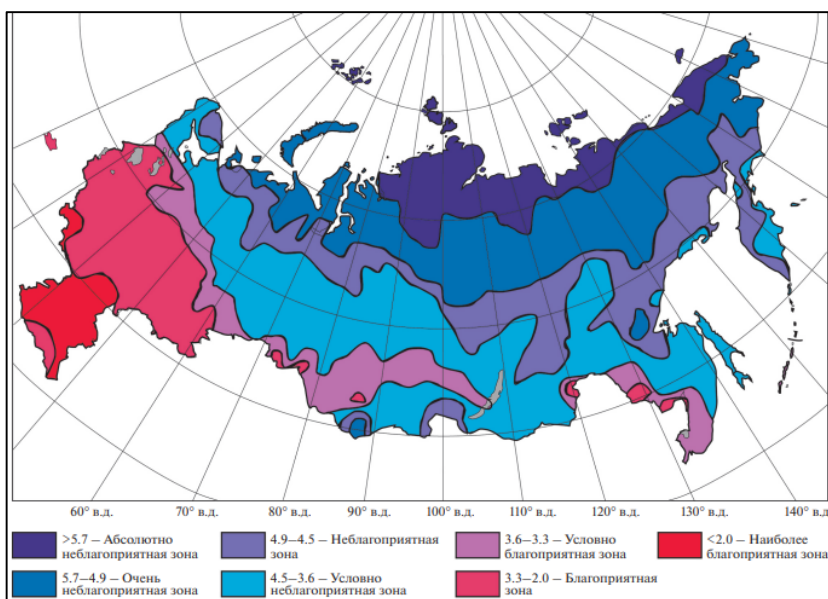 60° в.д. 70° в.д. 80° в.д. 90° в.д. 100° в.д. 110° в.д. 120° в.д. 130° в.д. 140° в.д.
>5.7 – Абсолютно
неблагоприятная зона
4.9–4.5 – Неблагоприятная
зона
3.6–3.3 – Условно
благоприятная зона
<2.0 – Наиболее
благоприятная зона
5.7–4.9 – Очень
неблагоприятная зона
4.5–3.6 – Условно
неблагоприятная зона
3.3–2.0 – Благоприятная
зона